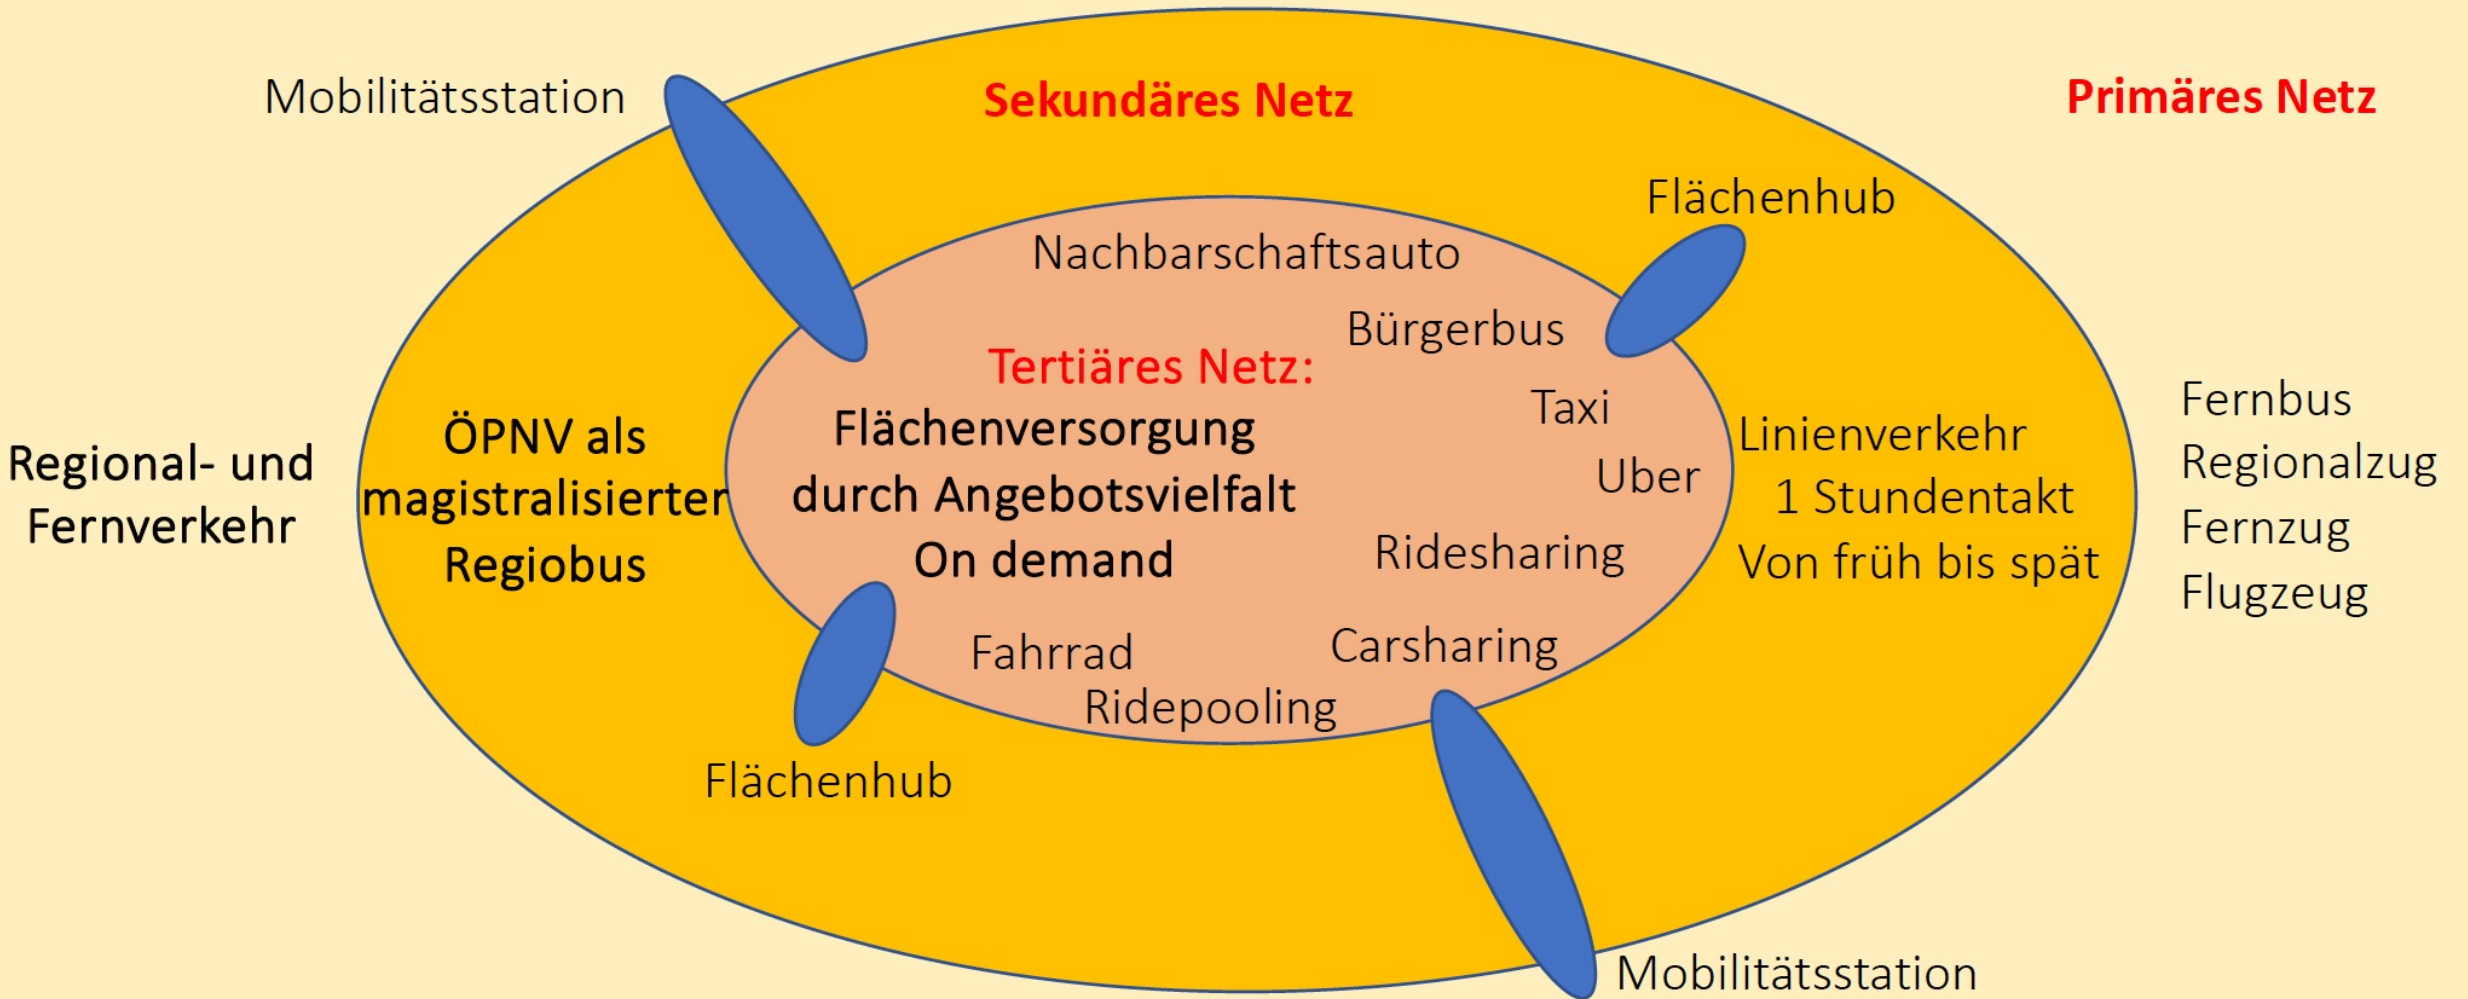 Mobilitätsstation
Sekundäres Netz
Primäres Netz
Flächenhub
Nachbarschaftsauto
Bürgerbus
Tertiäres Netz:
Flächenversorgung
durch Angebotsvielfalt
On demand
Taxi
Uber
Ridesharing
Carsharing
Fahrrad
Ridepooling
Regional- und
Fernverkehr
ÖPNV als
magistralisierter
Regiobus
Linienverkehr
1 Stundentakt
Von früh bis spät
Fernbus
Regionalzug
Fernzug
Flugzeug
Flächenhub
Mobilitätsstation